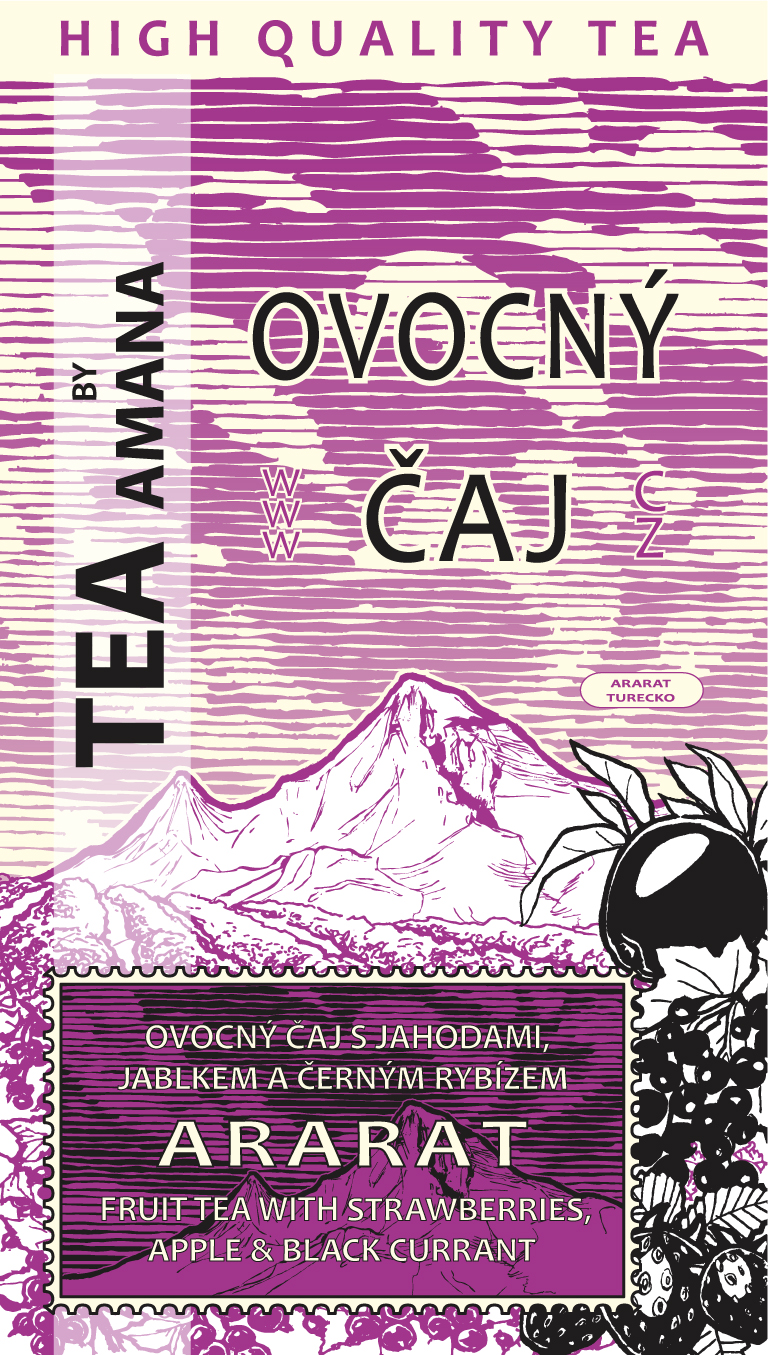 HIGH QUALITY TEA
TEA BY AMANA
OVOCNÝ
WWW
ČAJ
CZ
ARARAT
TURECKO
OVOCNÝ ČAJ S JAHODAMI,
JABLKEM A ČERNÝM RYBÍZEM
ARARAT
FRUIT TEA WITH STRAWBERRIES,
APPLE & BLACK CURRANT